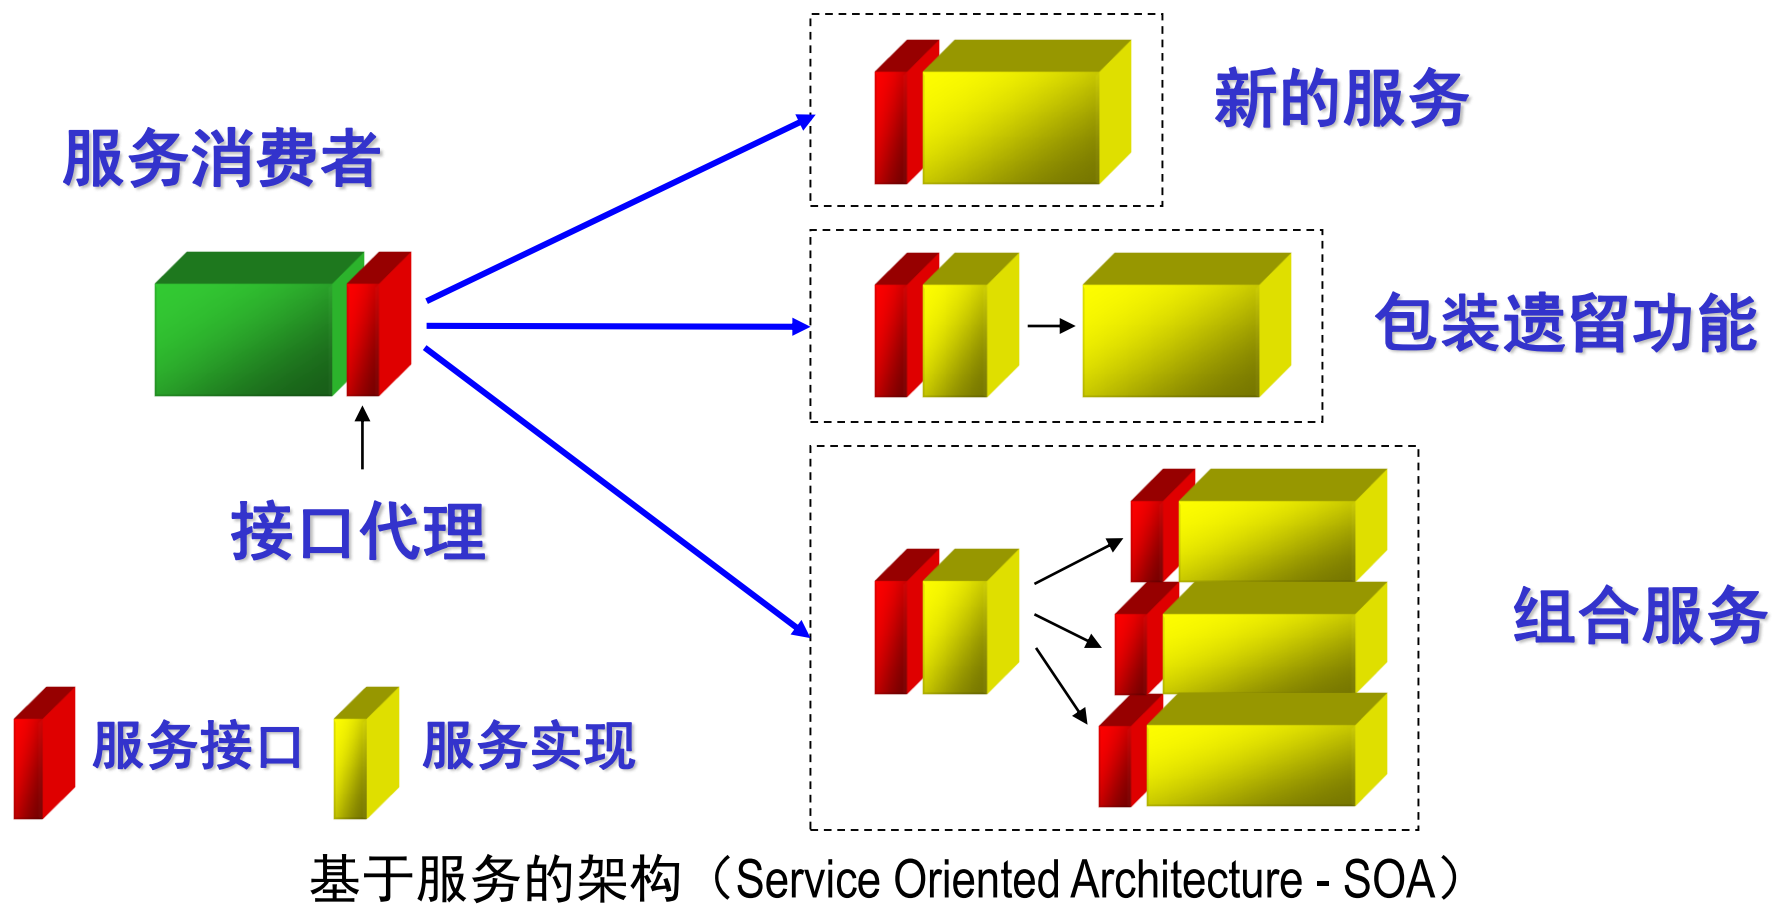 新的服务
服务消费者
包装遗留功能
接口代理
组合服务
服务接口
服务实现
基于服务的架构（Service Oriented Architecture - SOA）